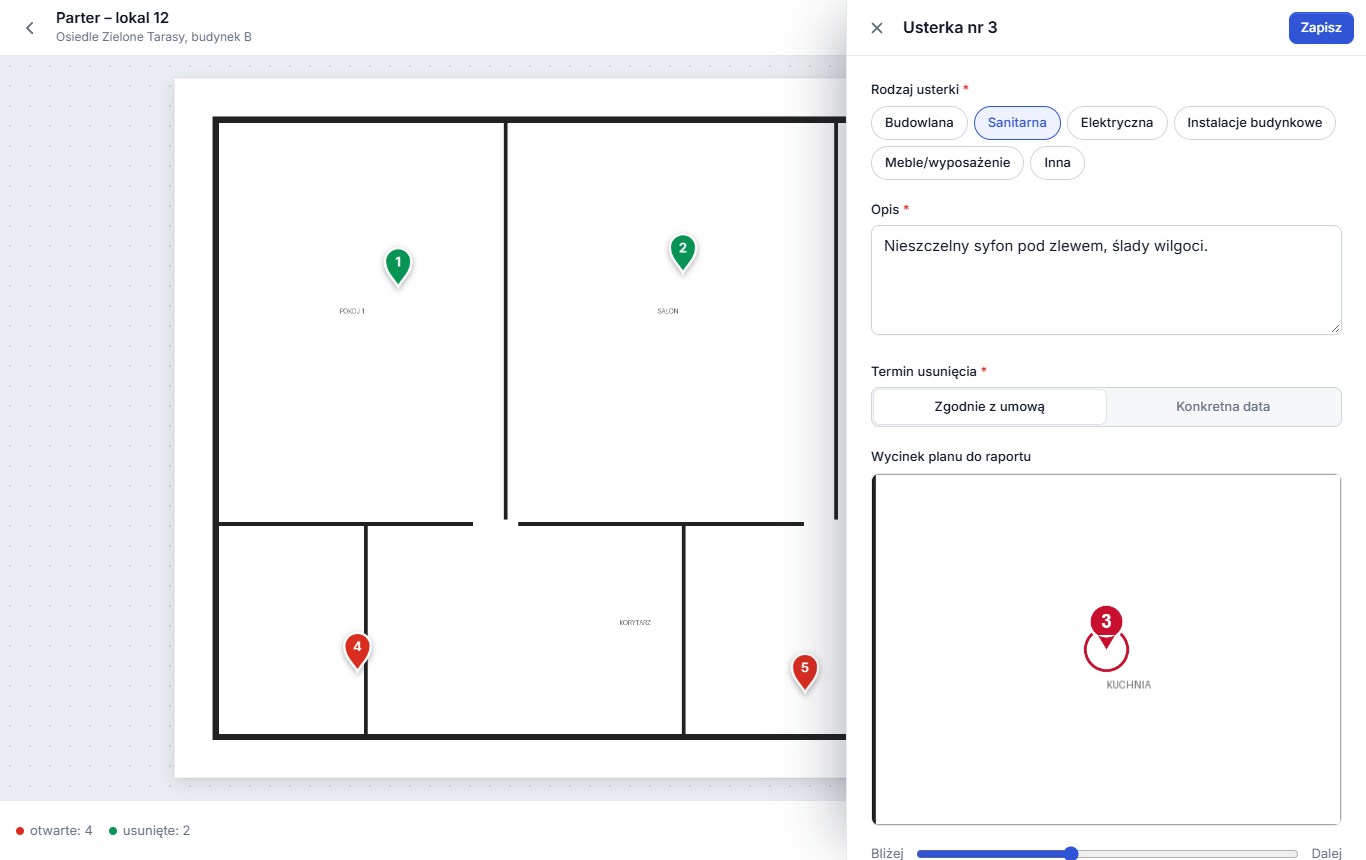 Parter – lokal 12
Osiedle Zielone Tarasy, budynek B
1
2
POKÓJ 1
SALON
KORYTARZ
4
5
otwarte: 4
usunięte: 2
Usterka nr 3
Zapisz
Rodzaj usterki *
Budowlana
Sanitarna
Elektryczna
Instalacje budynkowe
Meble/wyposażenie
Inna
Opis *
Nieszczelny syfon pod zlewem, ślady wilgoci.
Termin usunięcia *
Zgodnie z umową
Konkretna data
Wycinek planu do raportu
3
KUCHNIA
Bliżej
Dalej